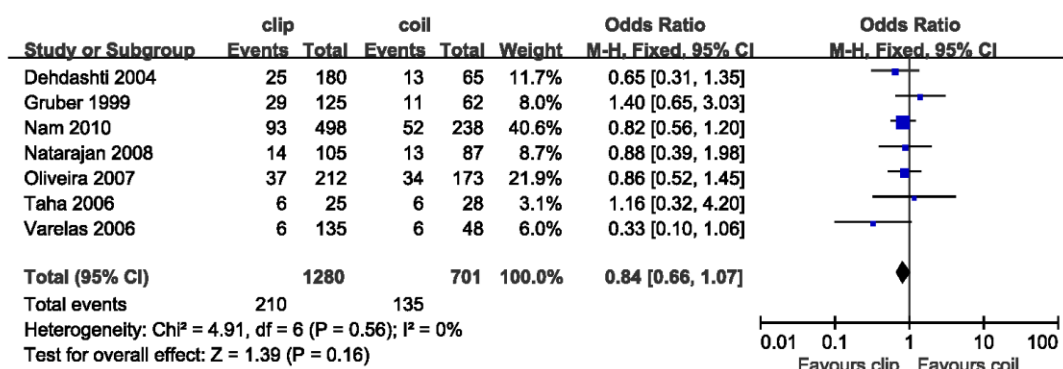 clip coil Odds Ratio Odds Ratio
Study or Subgroup Events Total Events Total Weight M-H, Fixed, 95% CI M-H, Fixed, 95% CI
Dehdashti 2004 25 180 13 65 11.7% 0.65 [0.31, 1.35]
Gruber 1999 29 125 11 62 8.0% 1.40 [0.65, 3.03]
Nam 2010 93 498 52 238 40.6% 0.82 [0.56, 1.20]
Natarajan 2008 14 105 13 87 8.7% 0.88 [0.39, 1.98]
Oliveira 2007 37 212 34 173 21.9% 0.86 [0.52, 1.45]
Taha 2006 6 25 6 28 3.1% 1.16 [0.32, 4.20]
Varelas 2006 6 135 6 48 6.0% 0.33 [0.10, 1.06]
Total (95% CI) 1280 701 100.0% 0.84 [0.66, 1.07]
Total events 210 135
Heterogeneity: Chi² = 4.91, df = 6 (P = 0.56); I² = 0%
Test for overall effect: Z = 1.39 (P = 0.16)
0.01 0.1 1 10 100
Favours clip Favours coil